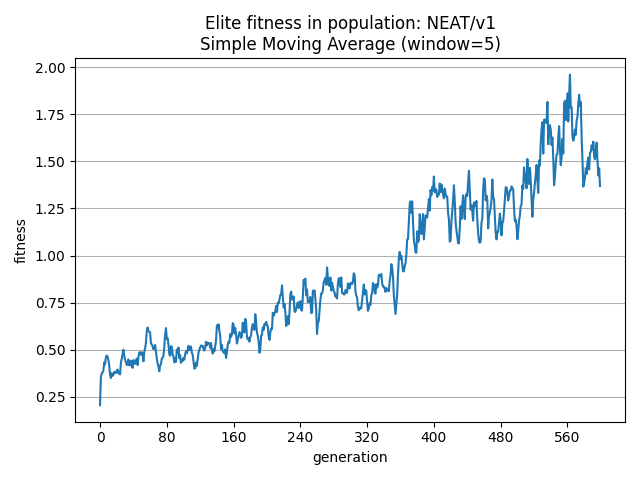 Elite fitness in population: NEAT/v1
Simple Moving Average (window=5)
2.00
1.75
1.50
1.25
1.00
0.75
0.50
0.25
fitness
0 80 160 240 320 400 480 560
generation